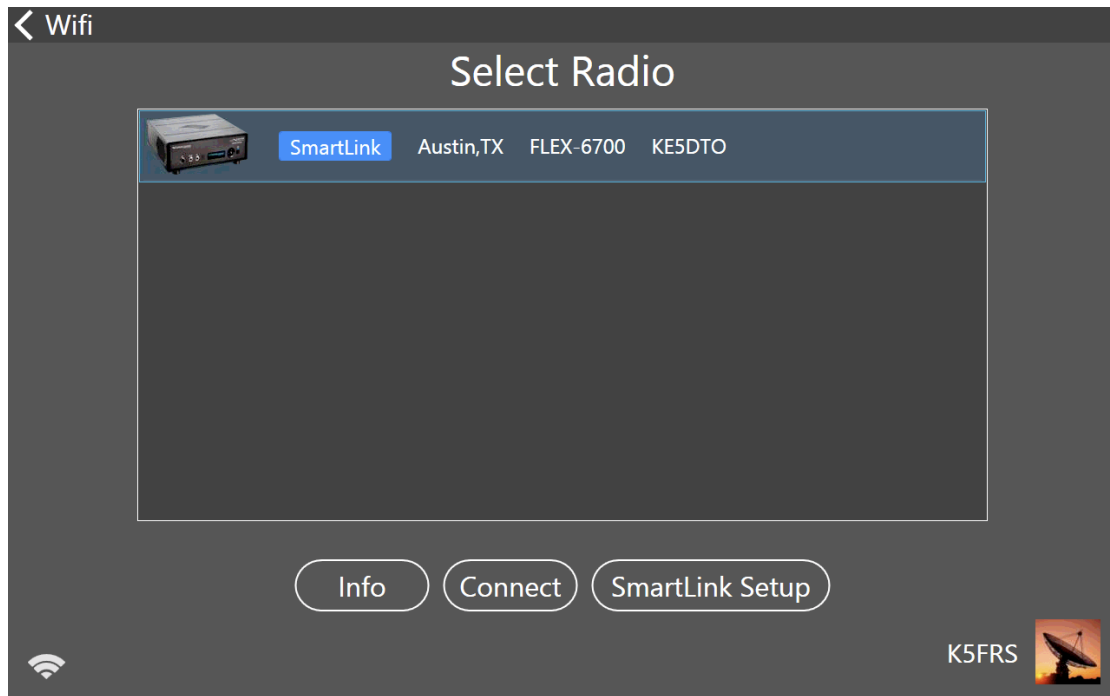 Wifi
Select Radio
SmartLink Austin,TX FLEX-6700 KE5DTO
Info Connect SmartLink Setup
K5FRS